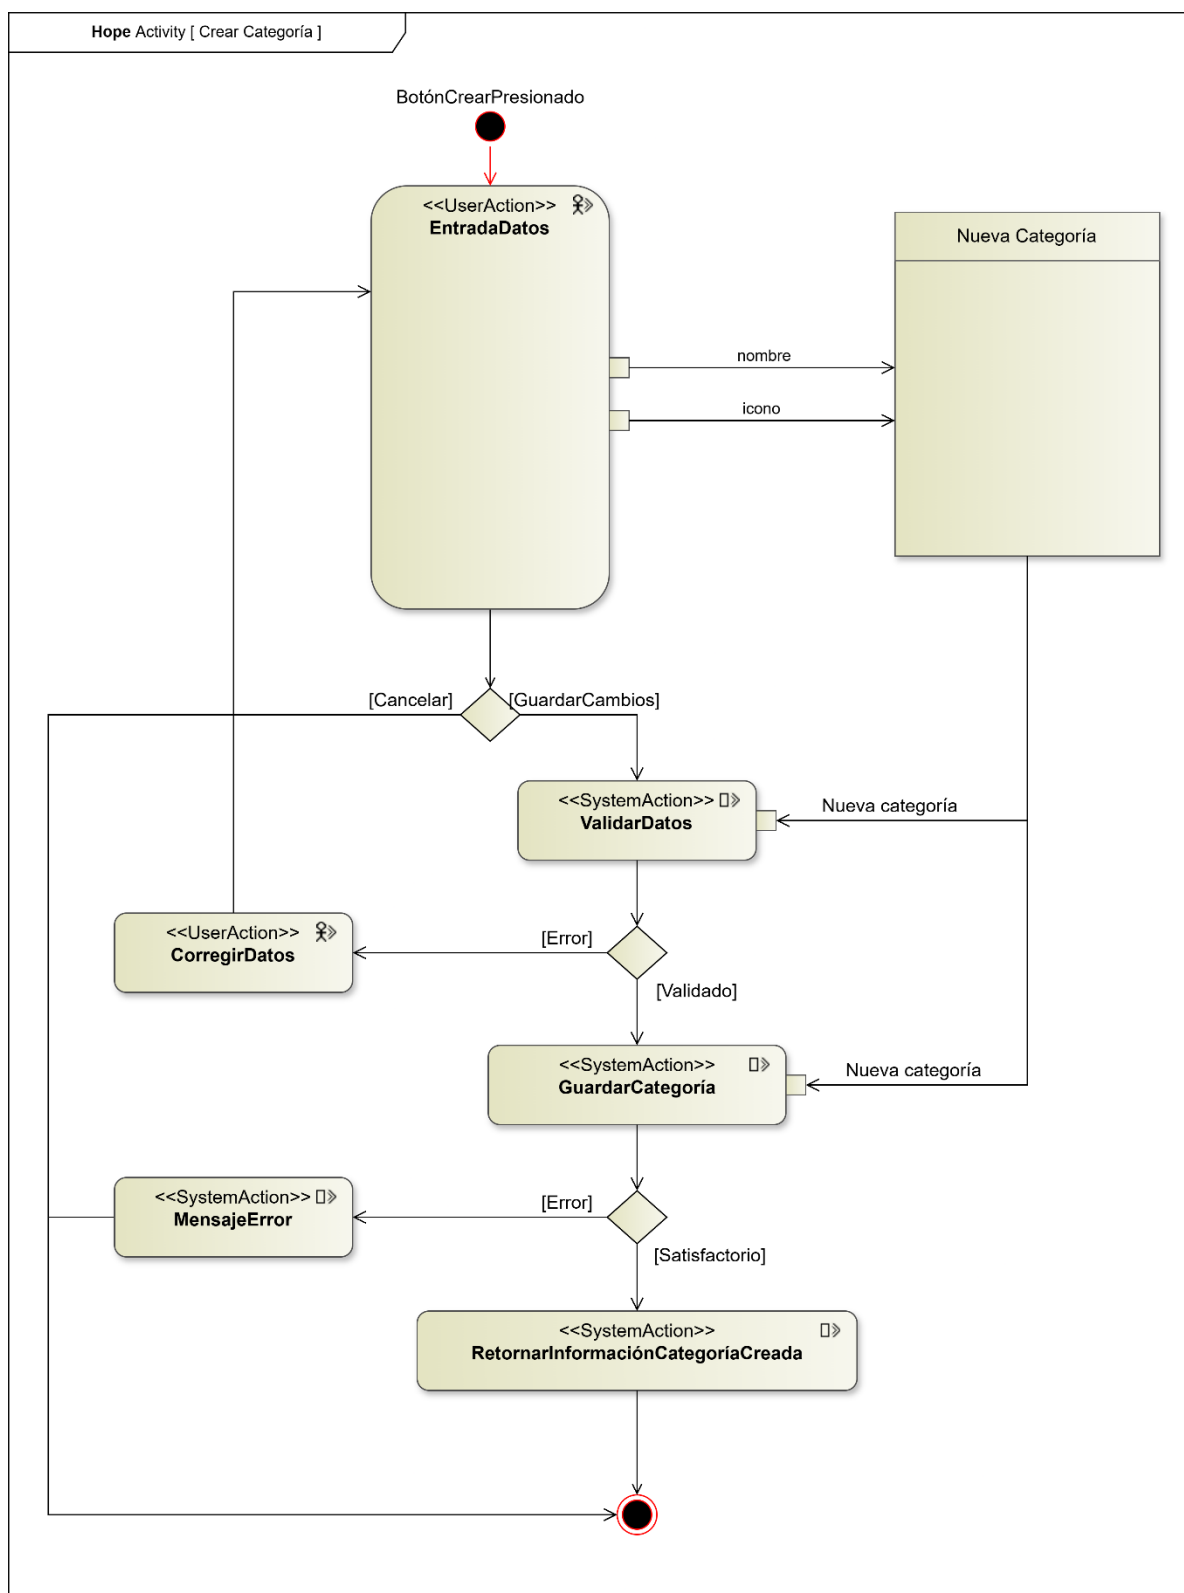 Hope Activity [ Crear Categoría ]
BotónCrearPresionado
<<UserAction>>
EntradaDatos
Nueva Categoría
nombre
icono
[Cancelar]
[GuardarCambios]
<<SystemAction>>
ValidarDatos
Nueva categoría
<<UserAction>>
CorregirDatos
[Error]
[Validado]
<<SystemAction>>
GuardarCategoría
Nueva categoría
<<SystemAction>>
MensajeError
[Error]
[Satisfactorio]
<<SystemAction>>
RetornarInformaciónCategoríaCreada